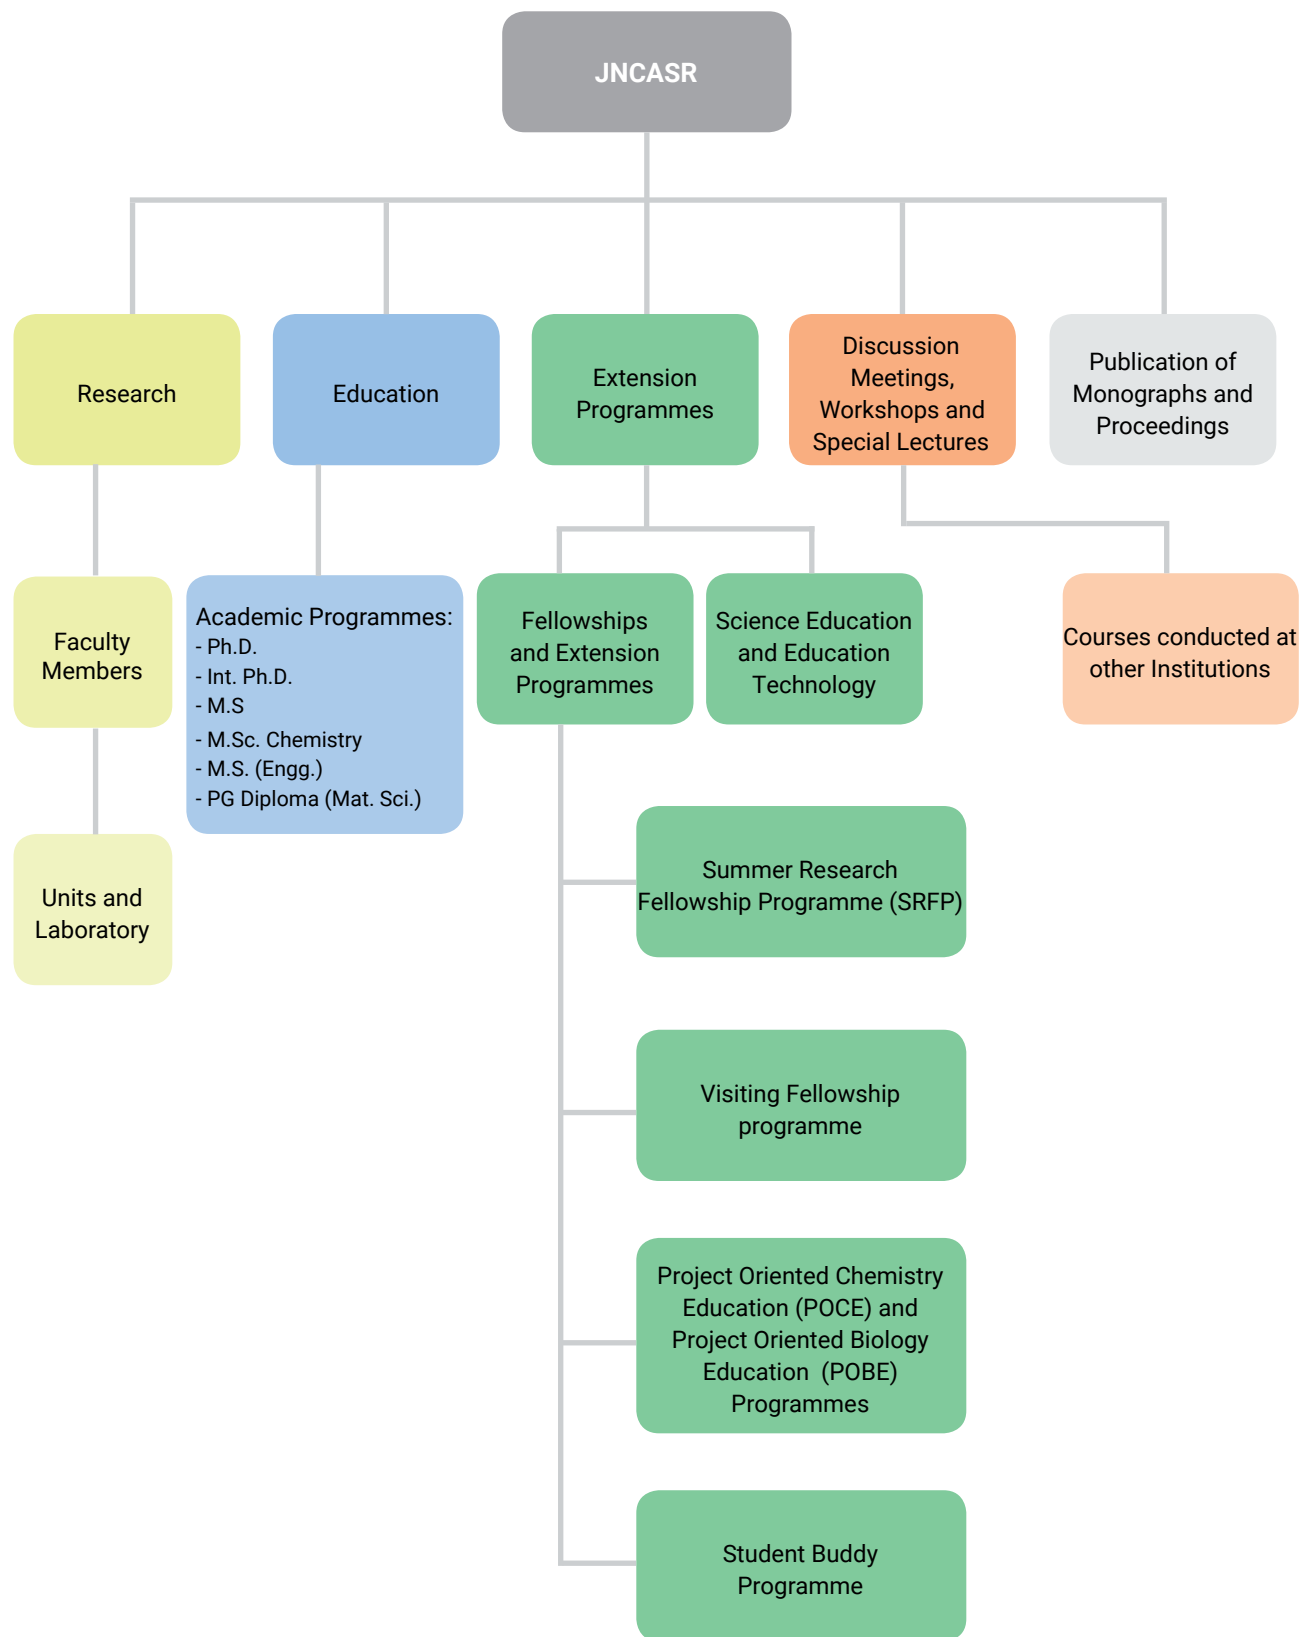 JNCASR
Research
Education
Extension
Programmes
Discussion
Meetings,
Workshops and
Special Lectures
Publication of
Monographs and
Proceedings
Faculty
Members
Academic Programmes:
- Ph.D.
- Int. Ph.D.
- M.S
- M.Sc. Chemistry
- M.S. (Engg.)
- PG Diploma (Mat. Sci.)
Fellowships
and Extension
Programmes
Science Education
and Education
Technology
Courses conducted at
other Institutions
Units and
Laboratory
Summer Research
Fellowship Programme (SRFP)
Visiting Fellowship
programme
Project Oriented Chemistry
Education (POCE) and
Project Oriented Biology
Education  (POBE)
Programmes
Student Buddy
Programme